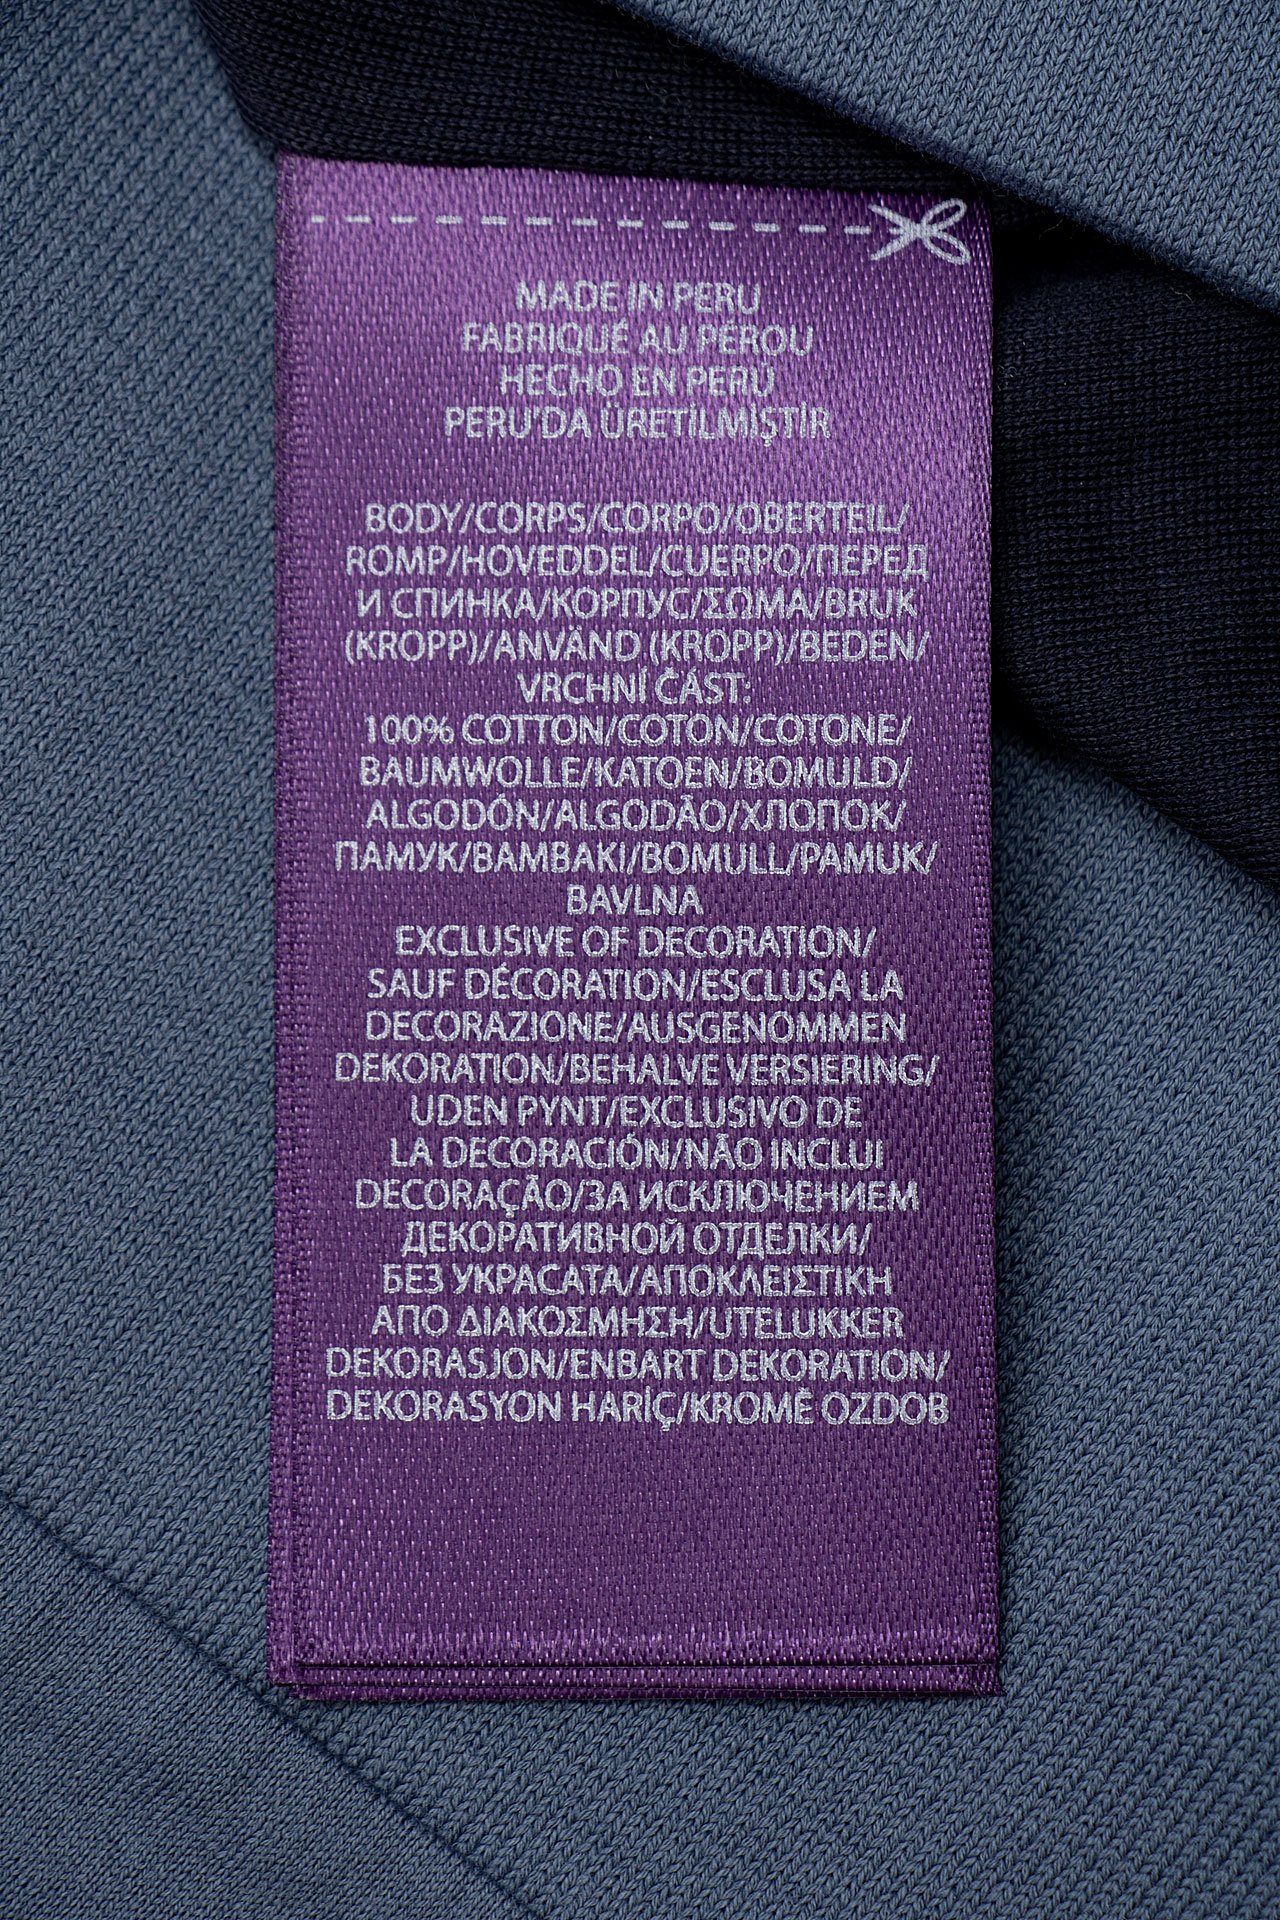 MADE IN PERU
FABRIQUÉ AU PÉROU
HECHO EN PERÚ
PERU'DA ÜRETİLMİŞTİR
BODY/CORPS/CORPO/OBERTEIL/
ROMP/HOVEDDEL/CUERPO/ПЕРЕД
И СПИНКА/КОРПУС/ΣΩΜΑ/BRUK
(KROPP)/ANVÄND (KROPP)/BEDEN/
VRCHNÍ ČÁST:
100% COTTON/COTON/COTONE/
BAUMWOLLE/KATOEN/BOMULD/
ALGODÓN/ALGODÃO/ХЛОПОК/
ПАМУК/ΒΑΜΒΑΚΙ/BOMULL/PAMUK/
BAVLNA
EXCLUSIVE OF DECORATION/
SAUF DÉCORATION/ESCLUSA LA
DECORAZIONE/AUSGENOMMEN
DEKORATION/BEHALVE VERSIERING/
UDEN PYNT/EXCLUSIVO DE
LA DECORACIÓN/NÃO INCLUI
DECORAÇÃO/ЗА ИСКЛЮЧЕНИЕМ
ДЕКОРАТИВНОЙ ОТДЕЛКИ/
БЕЗ УКРАСАТА/ΑΠΟΚΛΕΙΣΤΙΚΗ
ΑΠΟ ΔΙΑΚΟΣΜΗΣΗ/UTELUKKER
DEKORASJON/ENBART DEKORATION/
DEKORASYON HARİÇ/KROMĚ OZDOB